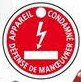 APPAREIL CONDAMNÉ
DÉFENSE DE MANŒUVRER